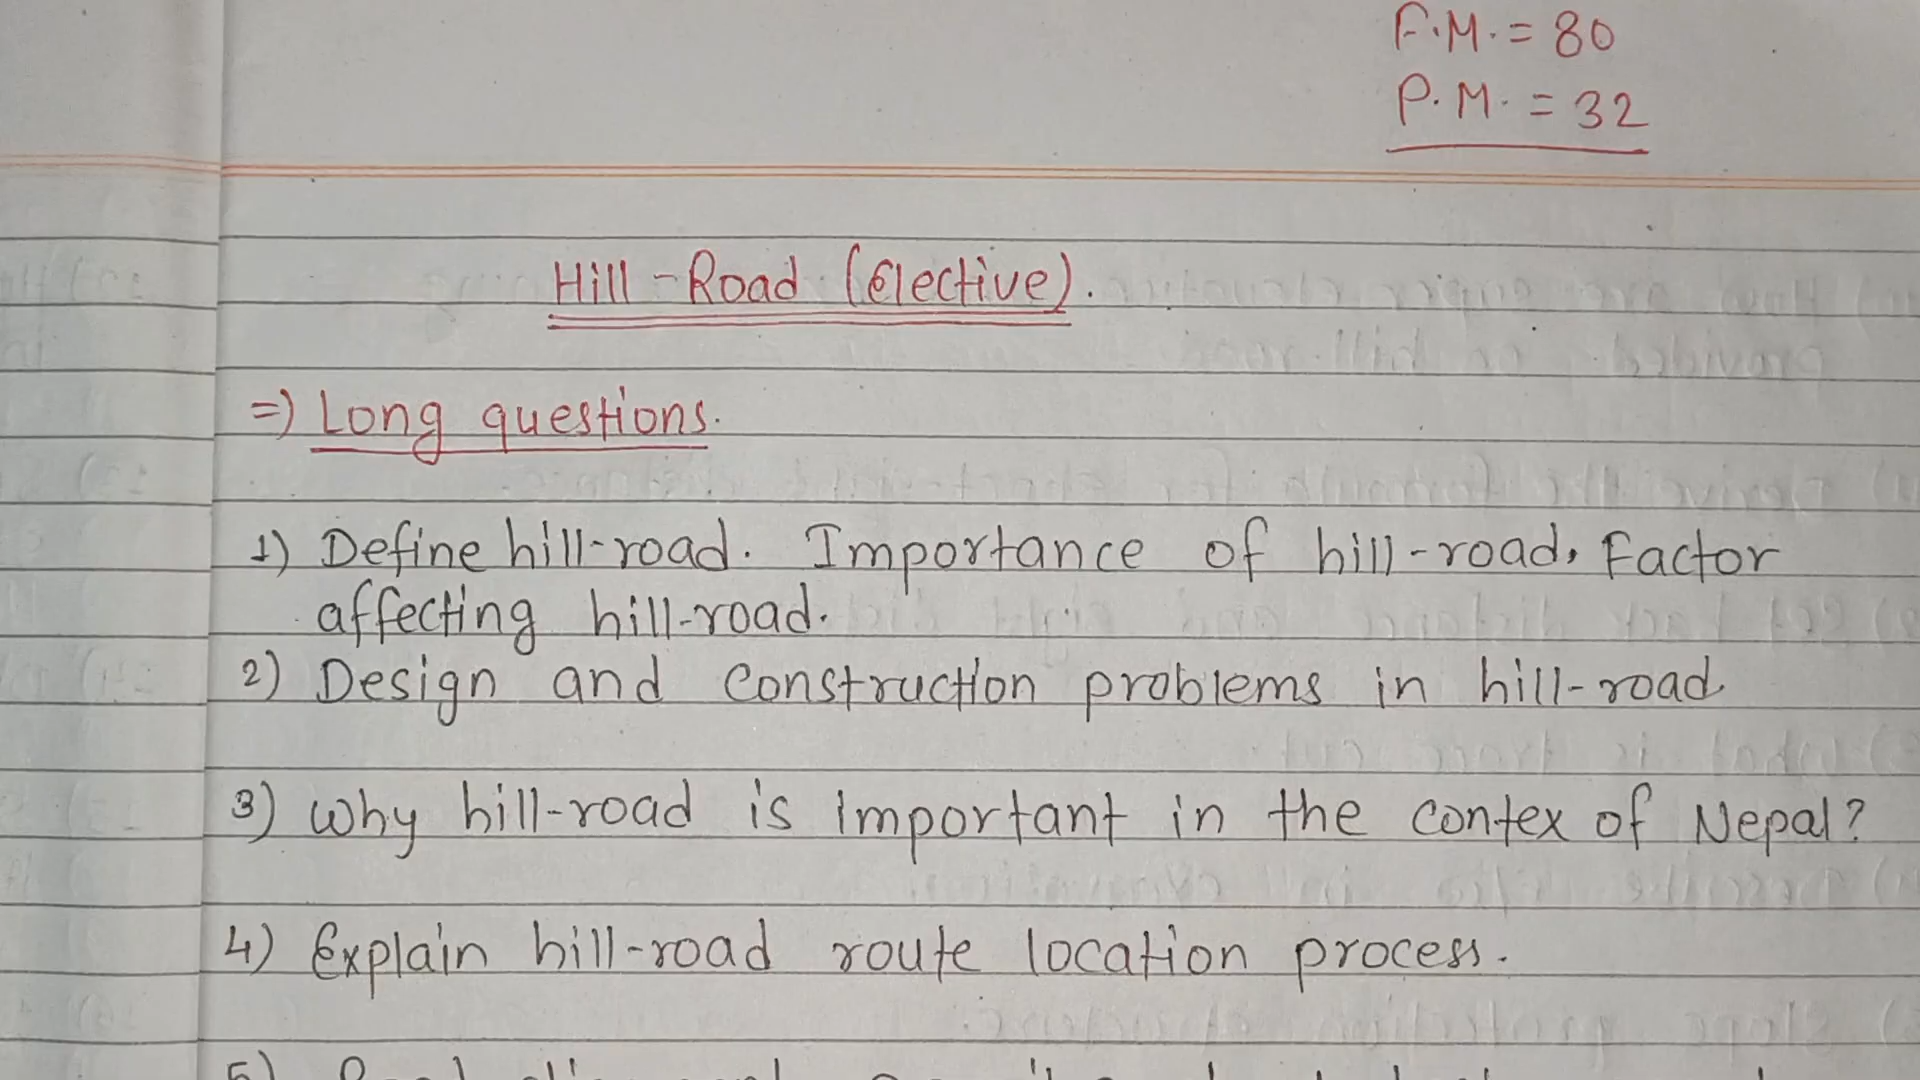 F.M. = 80
P.M. = 32
Hill-Road (Elective).
=) Long questions.
1) Define hill-road. Importance of hill-road, Factor
affecting hill-road.
2) Design and construction problems in hill-road
3) Why hill-road is important in the contex of Nepal?
4) Explain hill-road route location process.
5) Road